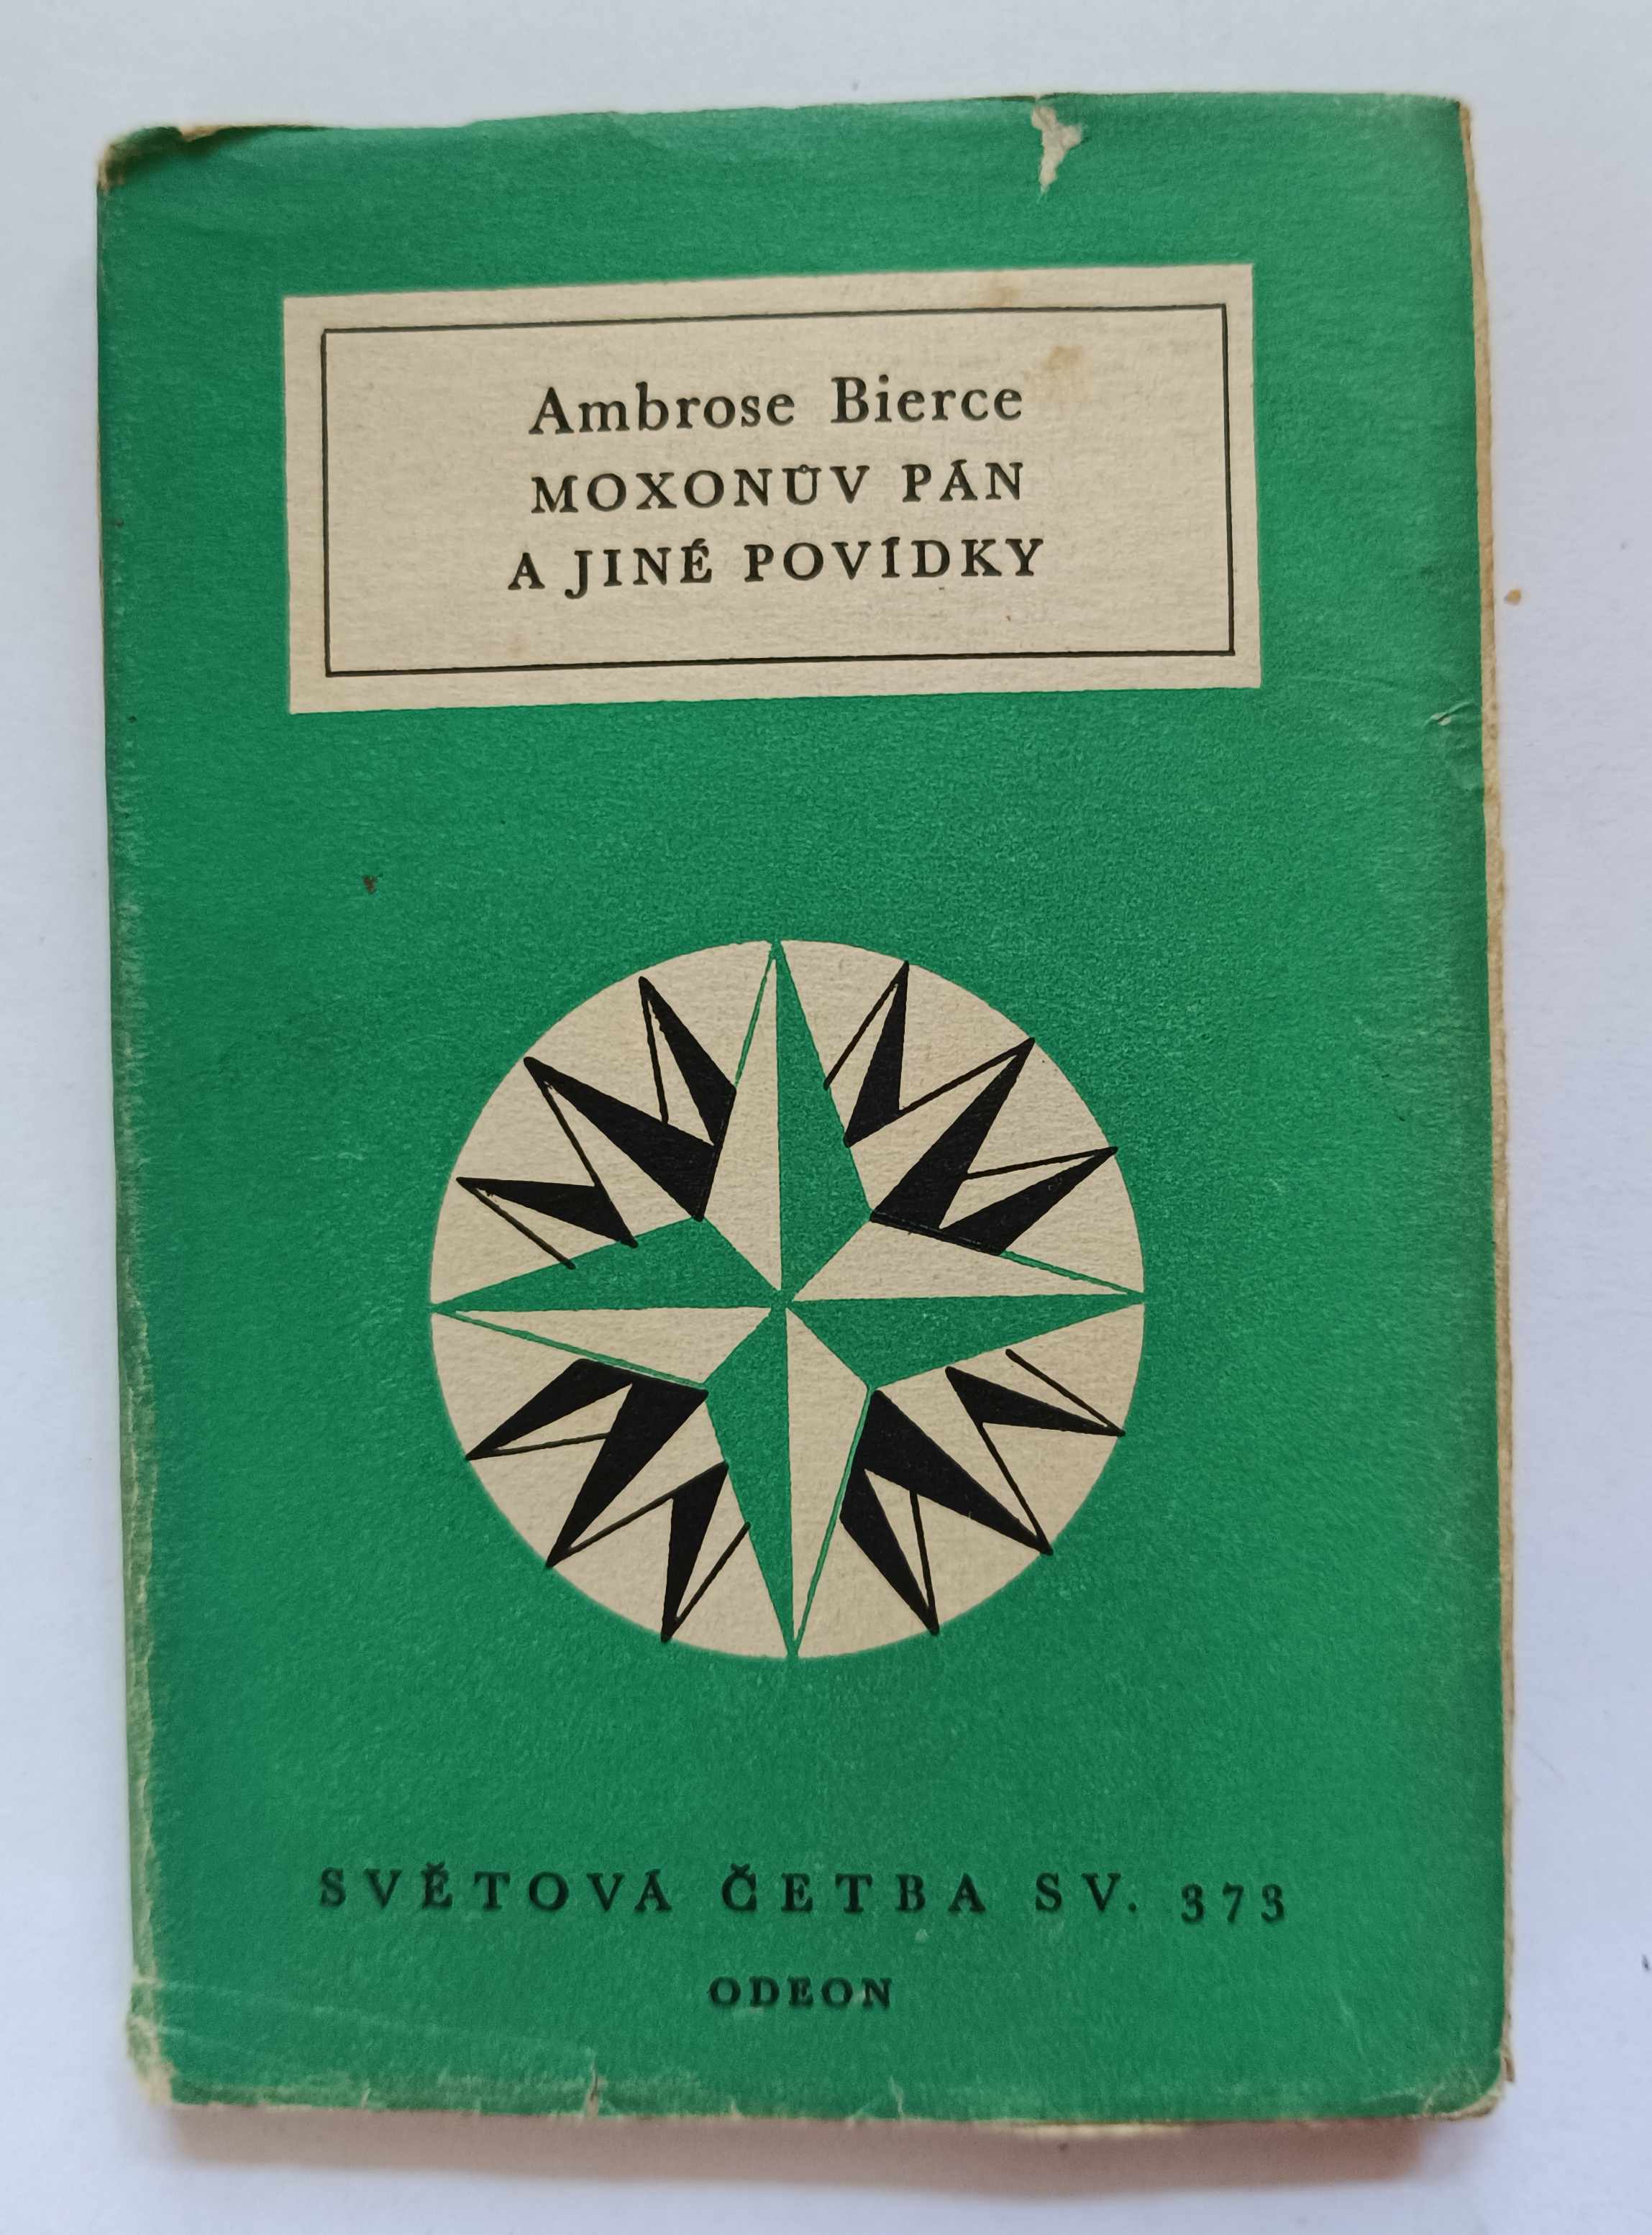 Ambrose Bierce
MOXONŮV PÁN
A JINÉ POVÍDKY
SVĚTOVÁ ČETBA SV. 373
ODEON